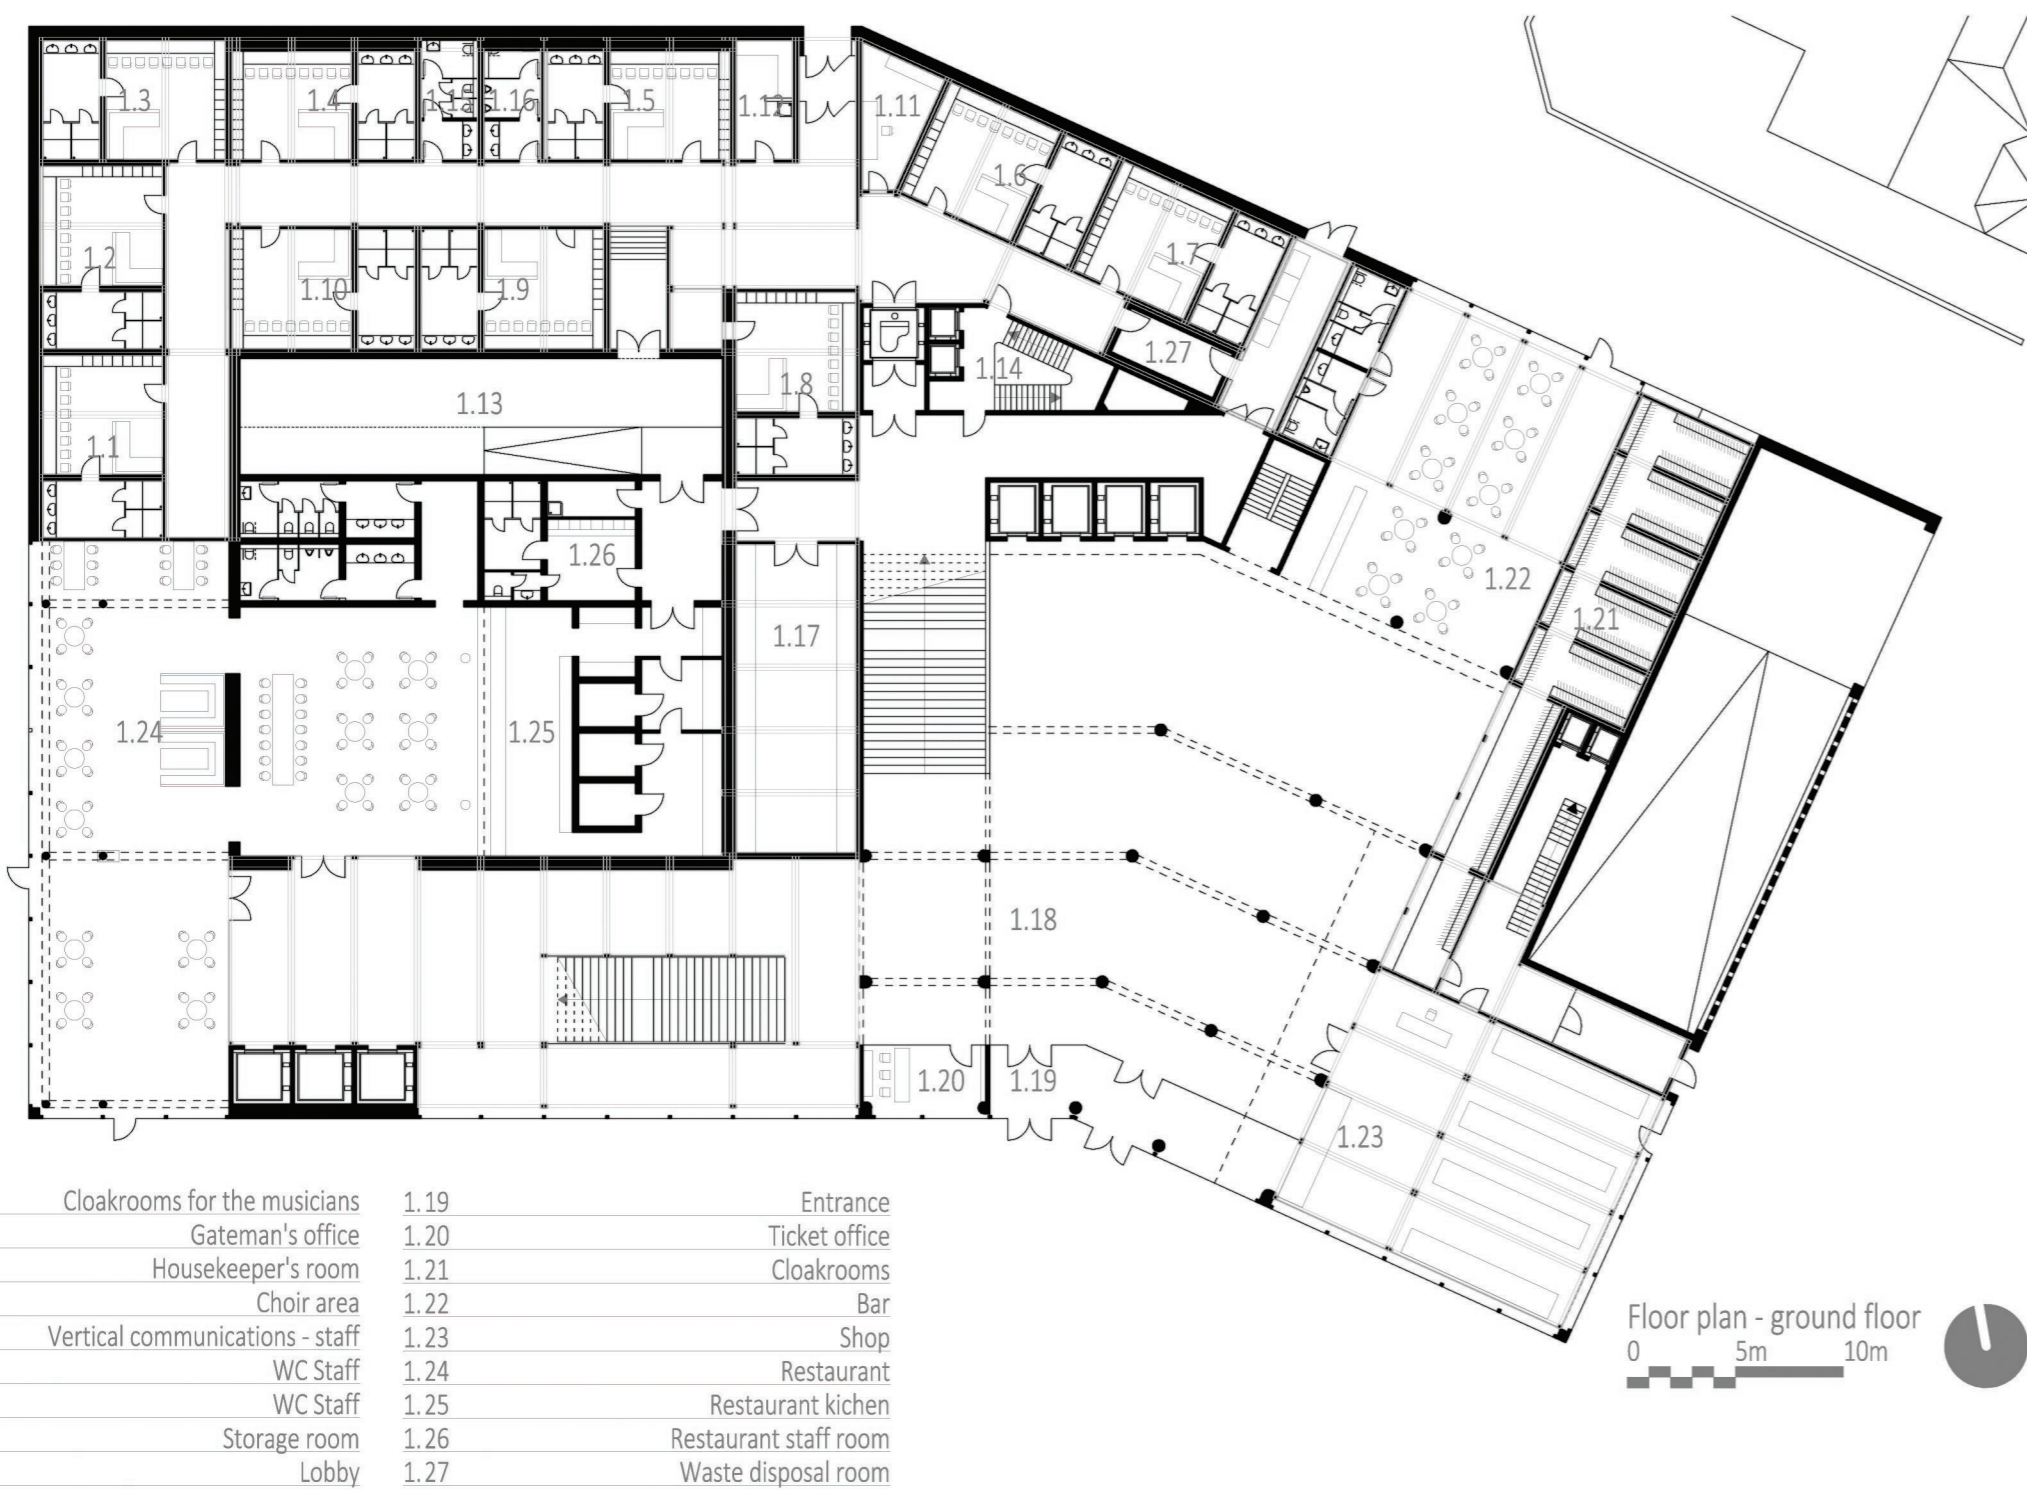 1.3
1.4
1.15
1.16
1.5
1.12
1.11
1.6
1.7
1.2
1.10
1.9
1.8
1.14
1.27
1.13
1.1
1.26
1.17
1.22
1.21
1.24
1.25
1.18
1.20
1.19
1.23
Cloakrooms for the musicians
Gateman's office
Housekeeper's room
Choir area
Vertical communications - staff
WC Staff
WC Staff
Storage room
Lobby
1.19 Entrance
1.20 Ticket office
1.21 Cloakrooms
1.22 Bar
1.23 Shop
1.24 Restaurant
1.25 Restaurant kichen
1.26 Restaurant staff room
1.27 Waste disposal room
Floor plan - ground floor
0 5m 10m